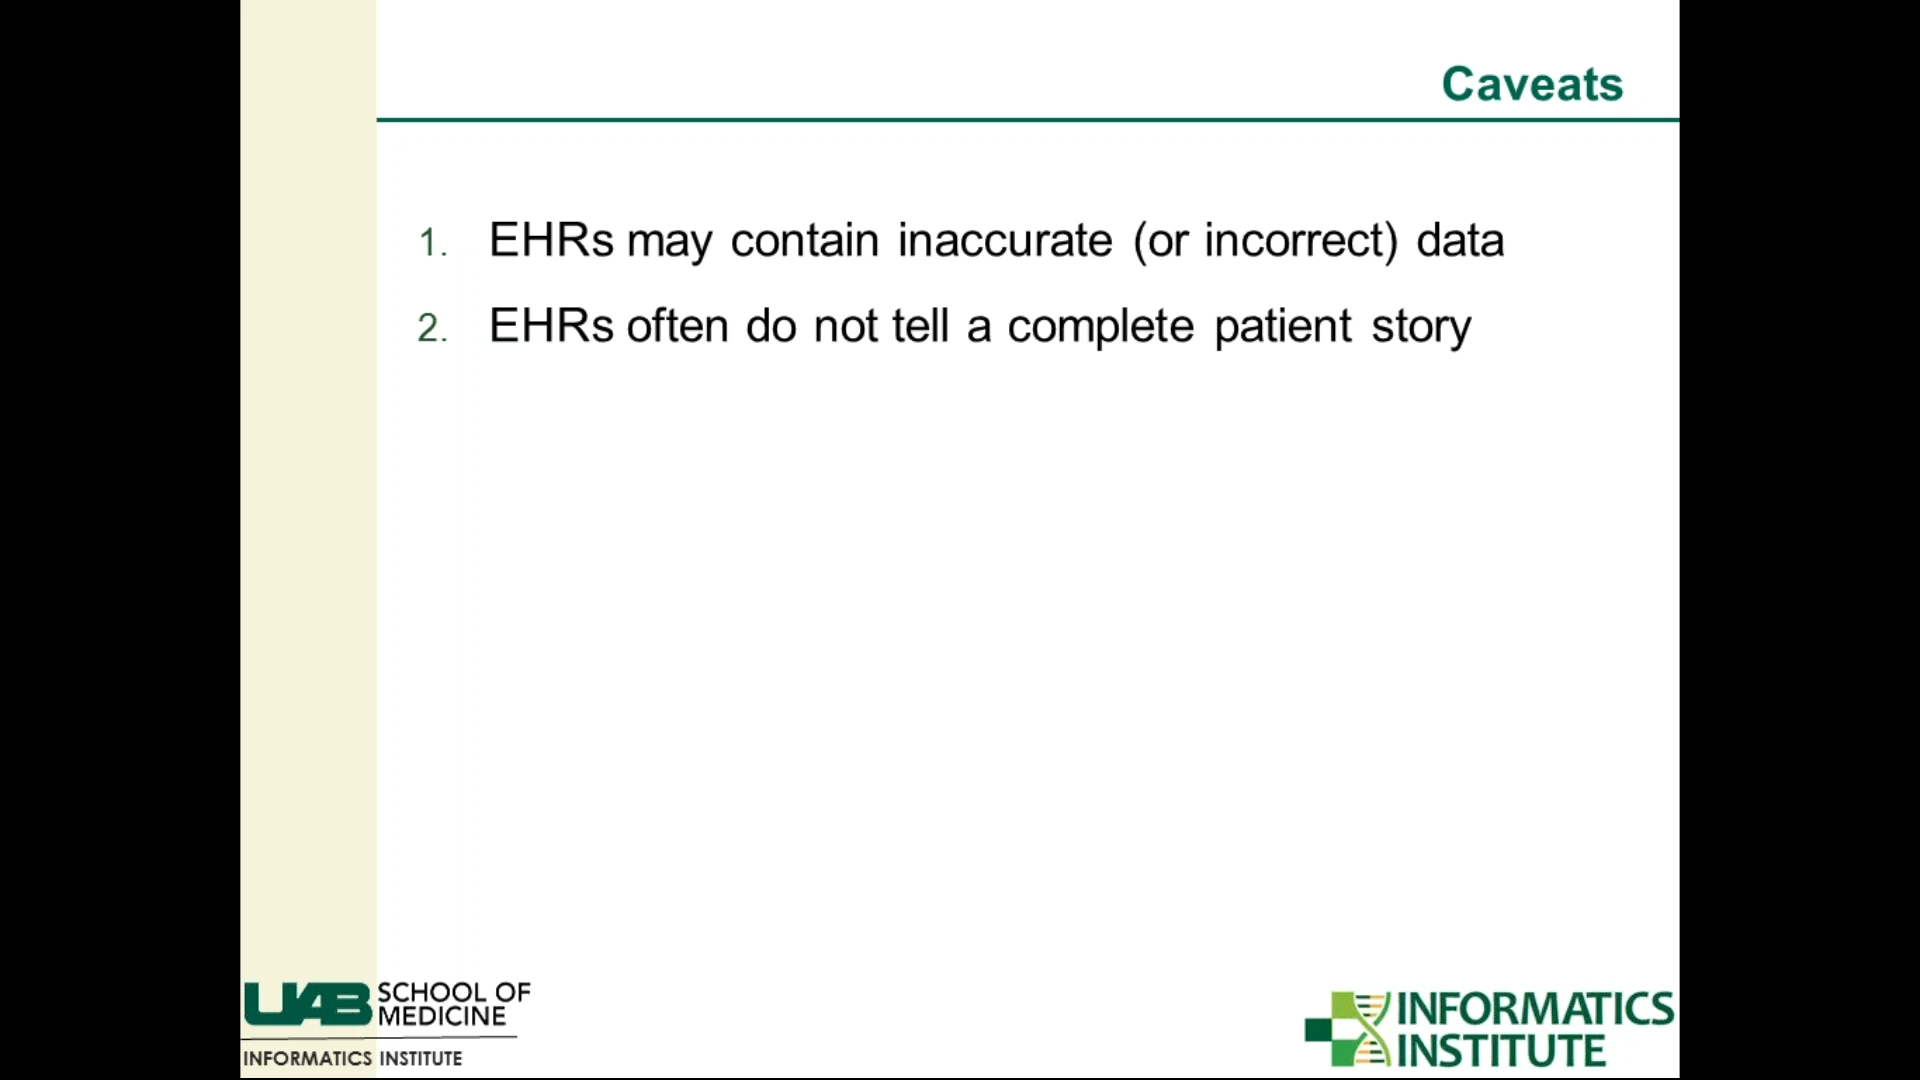 Caveats
1. EHRs may contain inaccurate (or incorrect) data
2. EHRs often do not tell a complete patient story
UAB SCHOOL OF
MEDICINE
INFORMATICS INSTITUTE
INFORMATICS
INSTITUTE